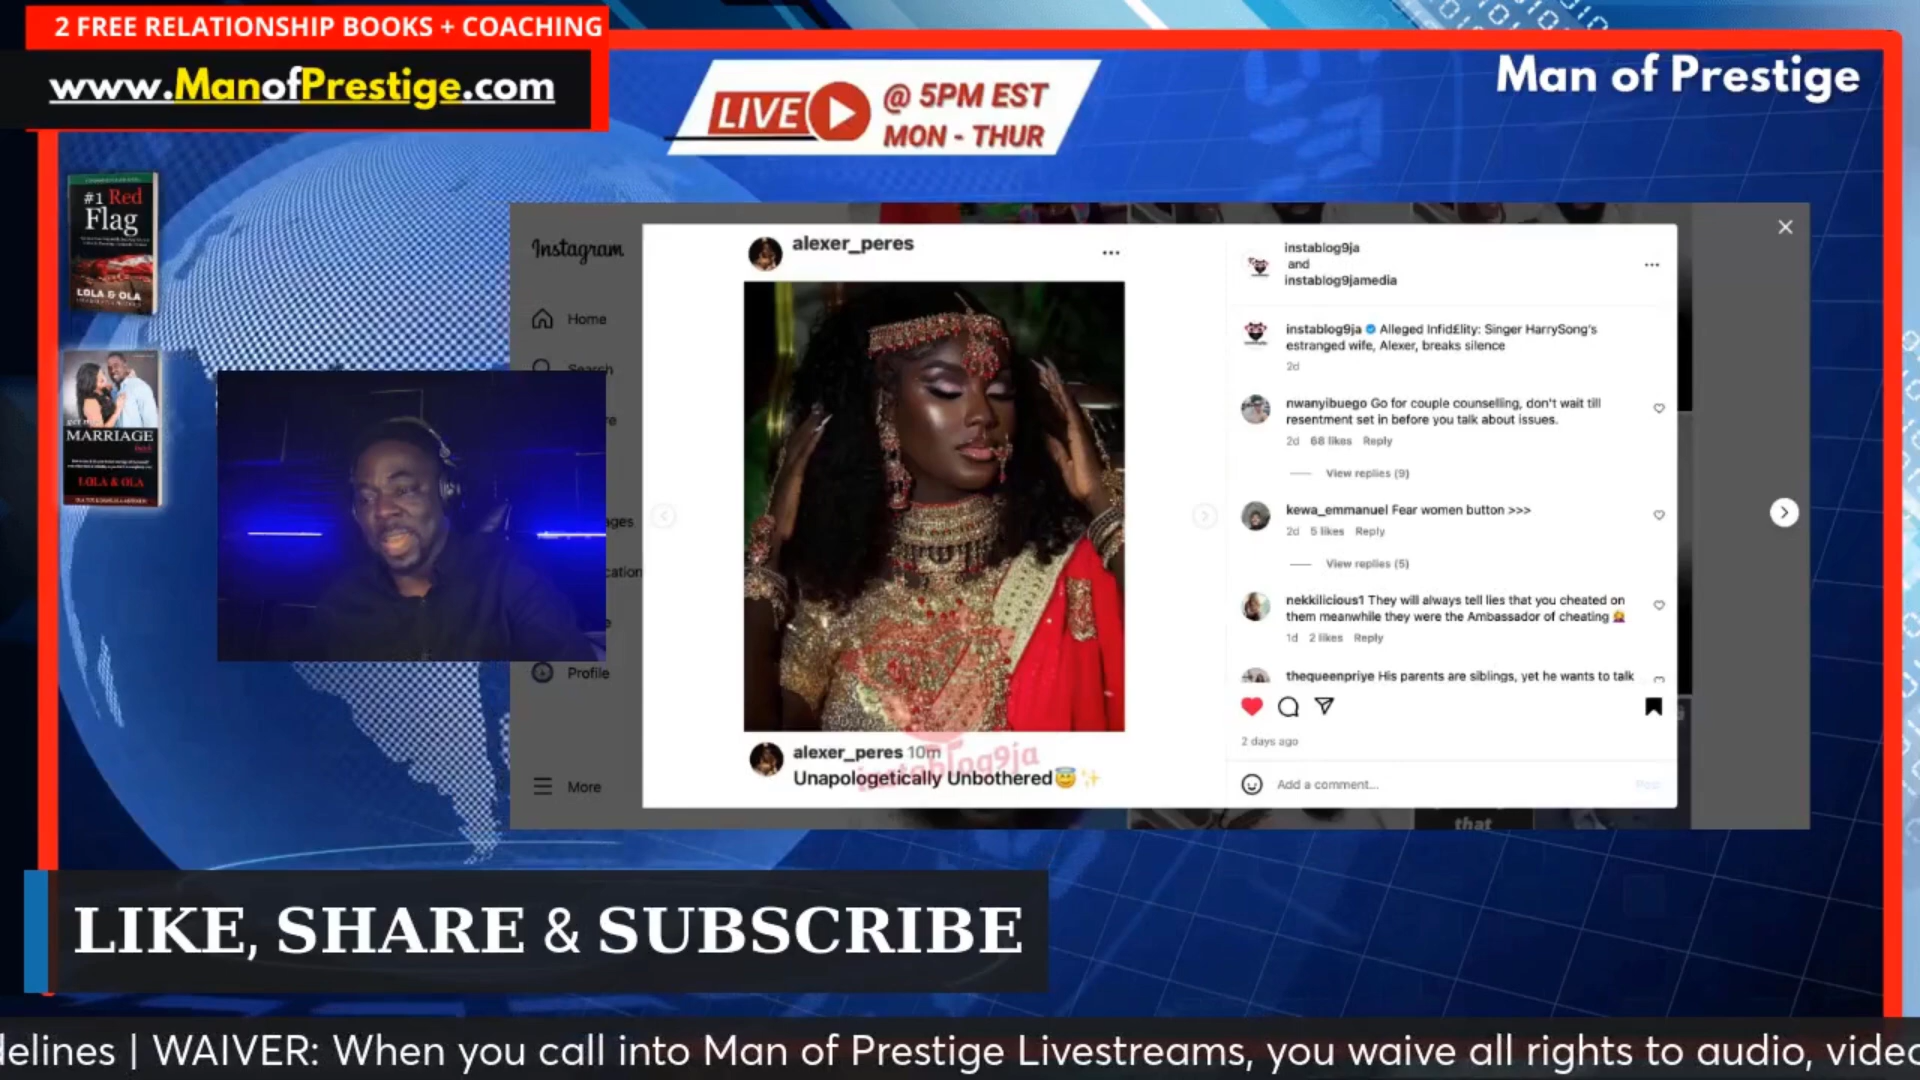 2 FREE RELATIONSHIP BOOKS + COACHING
www.ManofPrestige.com
LIVE
@ 5PM EST
MON - THUR
Man of Prestige
#1 Red
Flag
LOLA & OLA
MARRIAGE
LOLA & OLA
Instagram
Home
Search
Profile
More
alexer_peres
alexer_peres 10m
Unapologetically Unbothered😇✨
instablog9ja
instablog9ja
and
instablog9jamedia
instablog9ja Alleged Infid£lity: Singer HarrySong's
estranged wife, Alexer, breaks silence
2d
nwanyibuego Go for couple counselling, don't wait till
resentment set in before you talk about issues.
2d 68 likes Reply
View replies (9)
kewa_emmanuel Fear women button >>>
2d 5 likes Reply
View replies (5)
nekkilicious1 They will always tell lies that you cheated on
them meanwhile they were the Ambassador of cheating 🤦‍♀️
1d 2 likes Reply
thequeenpriye His parents are siblings, yet he wants to talk
2 days ago
Add a comment...
Post
that
LIKE, SHARE & SUBSCRIBE
delines | WAIVER: When you call into Man of Prestige Livestreams, you waive all rights to audio, video